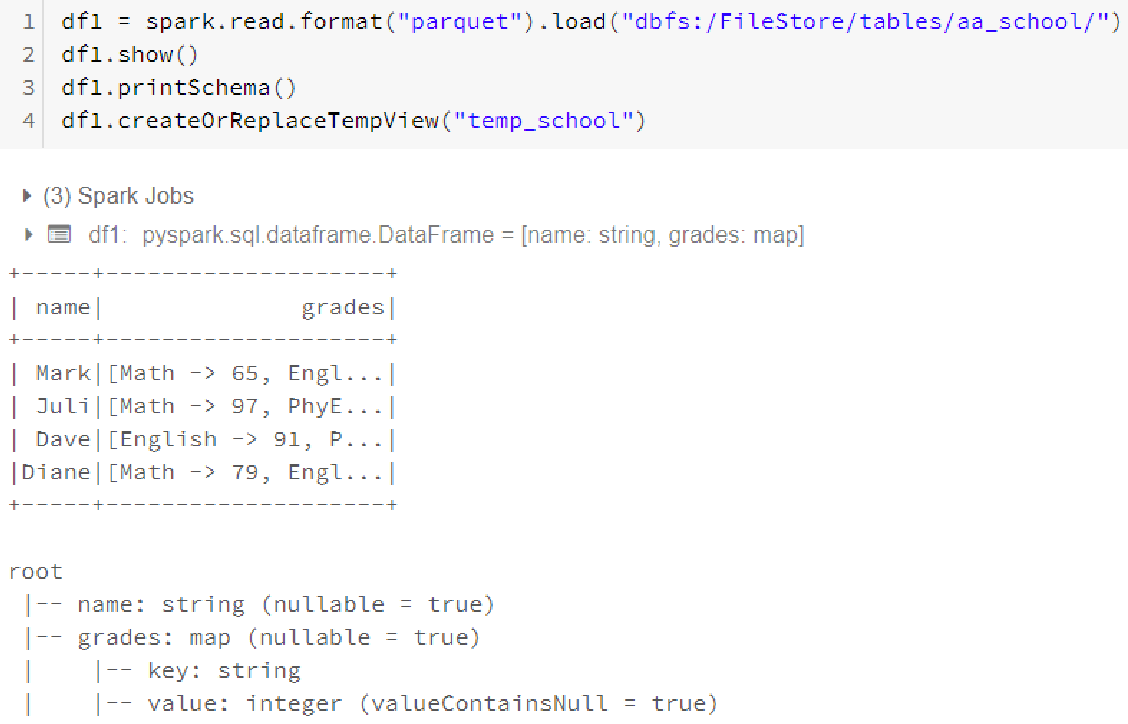 1 df1 = spark.read.format("parquet").load("dbfs:/FileStore/tables/aa_school/")
2 df1.show()
3 df1.printSchema()
4 df1.createOrReplaceTempView("temp_school")
(3) Spark Jobs
df1: pyspark.sql.dataframe.DataFrame = [name: string, grades: map]
+-----+--------------------+
| name|              grades|
+-----+--------------------+
| Mark|[Math -> 65, Engl...|
| Juli|[Math -> 97, PhyE...|
| Dave|[English -> 91, P...|
|Diane|[Math -> 79, Engl...|
+-----+--------------------+
root
 |-- name: string (nullable = true)
 |-- grades: map (nullable = true)
 |    |-- key: string
 |    |-- value: integer (valueContainsNull = true)